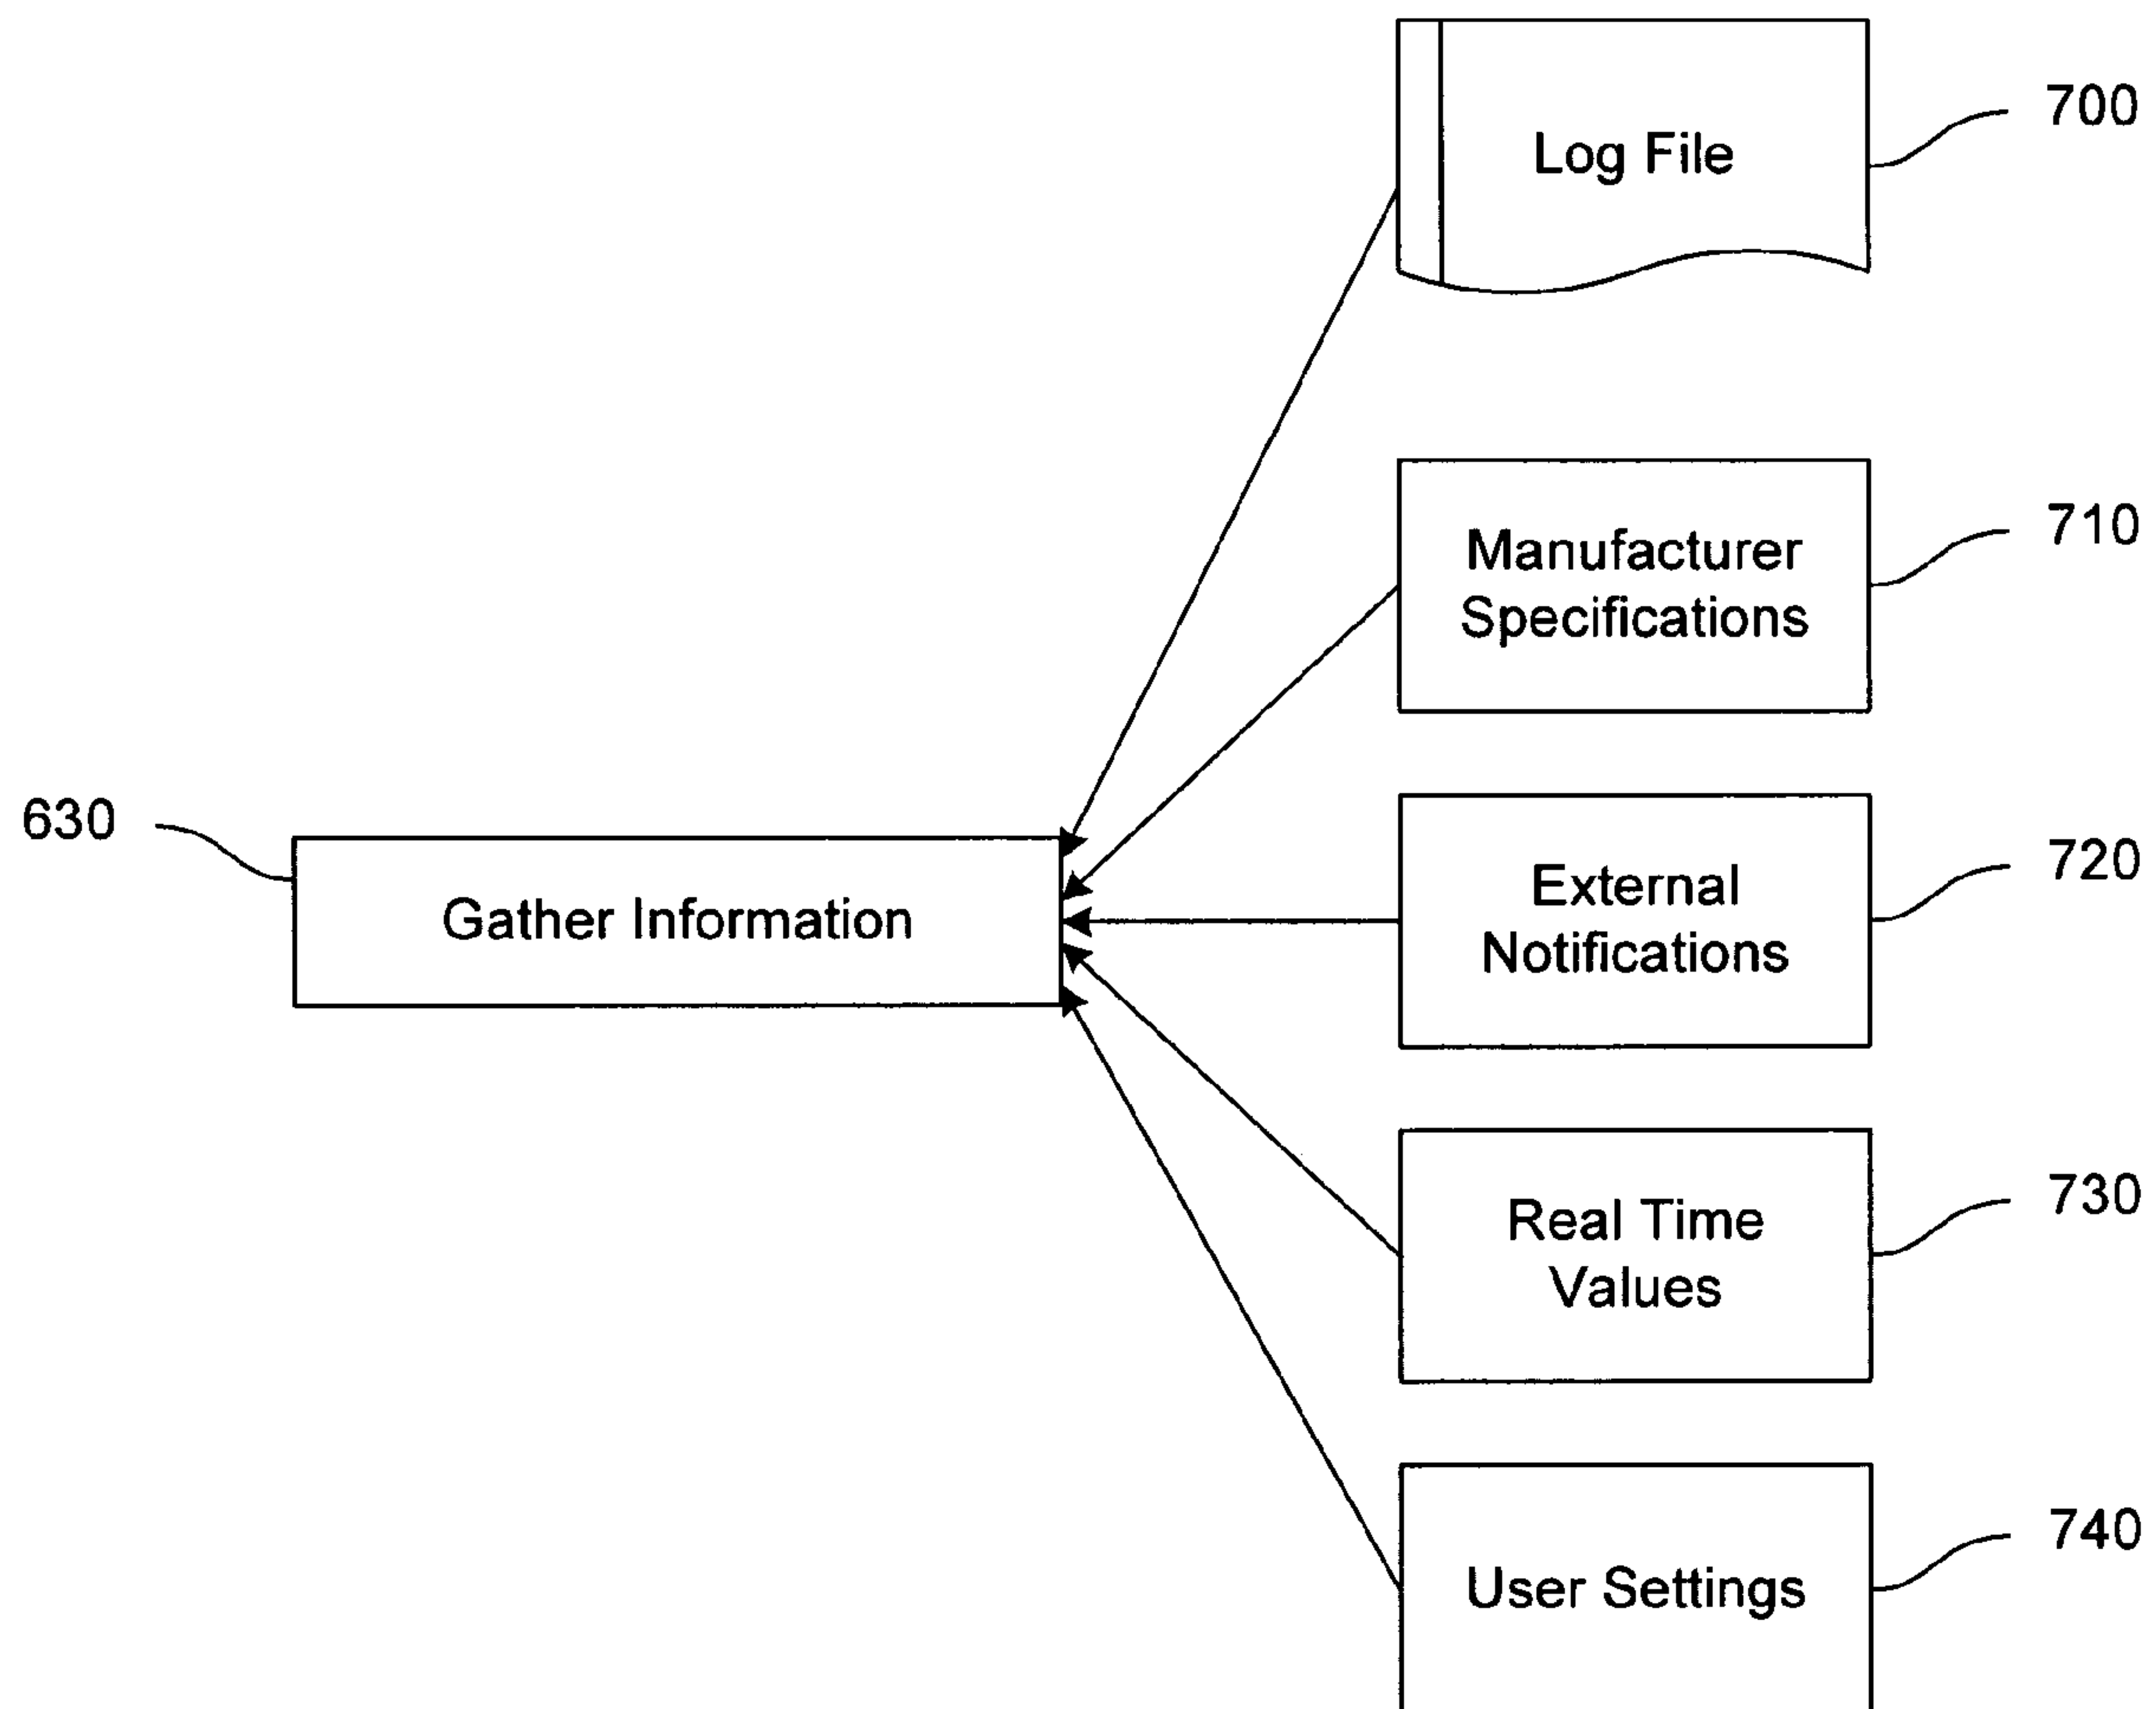 700
Log File
710
Manufacturer
Specifications
630
Gather Information
720
External
Notifications
730
Real Time
Values
740
User Settings